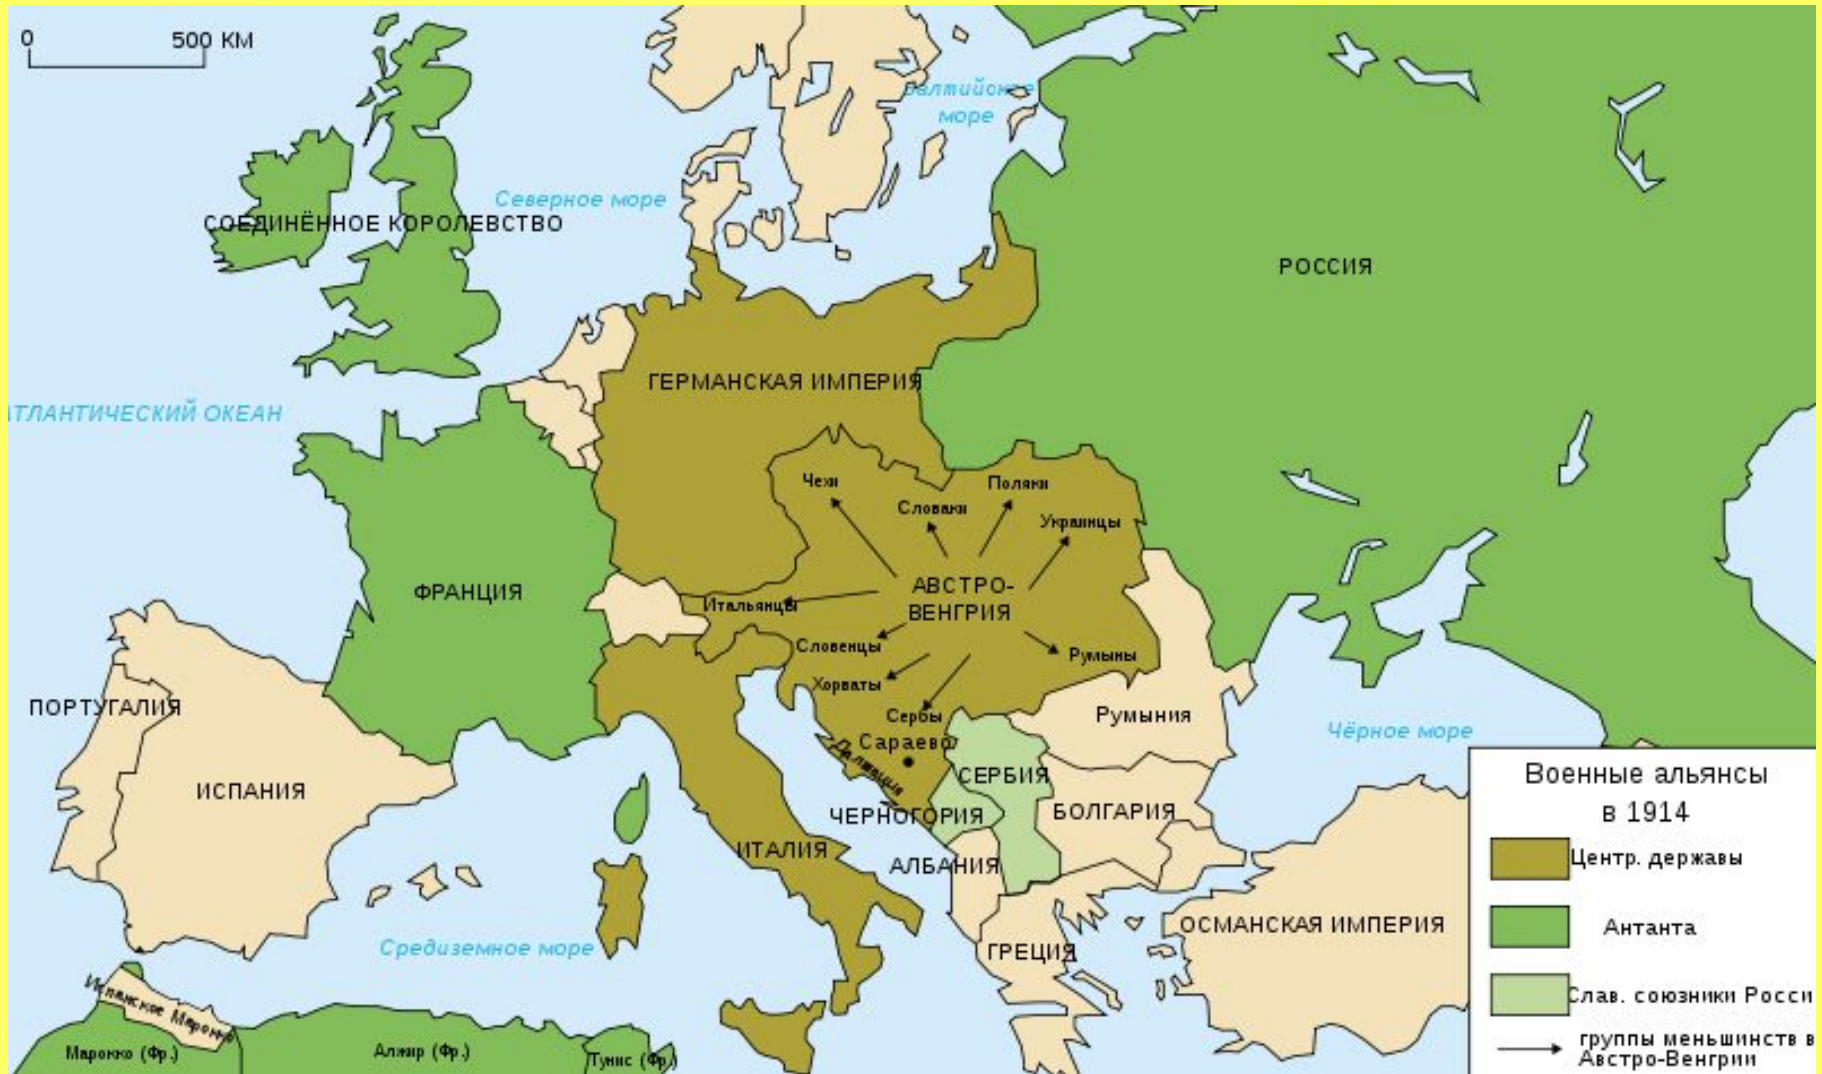 0 500 КМ
Балтийское
море
Северное море
СОЕДИНЁННОЕ КОРОЛЕВСТВО
РОССИЯ
ГЕРМАНСКАЯ ИМПЕРИЯ
АТЛАНТИЧЕСКИЙ ОКЕАН
Чехи
Поляки
Словаки
Украинцы
АВСТРО-
ВЕНГРИЯ
ФРАНЦИЯ
Итальянцы
Словенцы
Румыны
Хорваты
Сербы
ПОРТУГАЛИЯ
Румыния
Чёрное море
Сараево
Далмация
СЕРБИЯ
ИСПАНИЯ
ЧЕРНОГОРИЯ
БОЛГАРИЯ
ИТАЛИЯ
АЛБАНИЯ
ОСМАНСКАЯ ИМПЕРИЯ
Средиземное море
ГРЕЦИЯ
Испанское Марокко
Марокко (Фр.)
Алжир (Фр.)
Тунис (Фр.)
Военные альянсы
в 1914
Центр. державы
Антанта
Слав. союзники Росси
группы меньшинств в
Австро-Венгрии